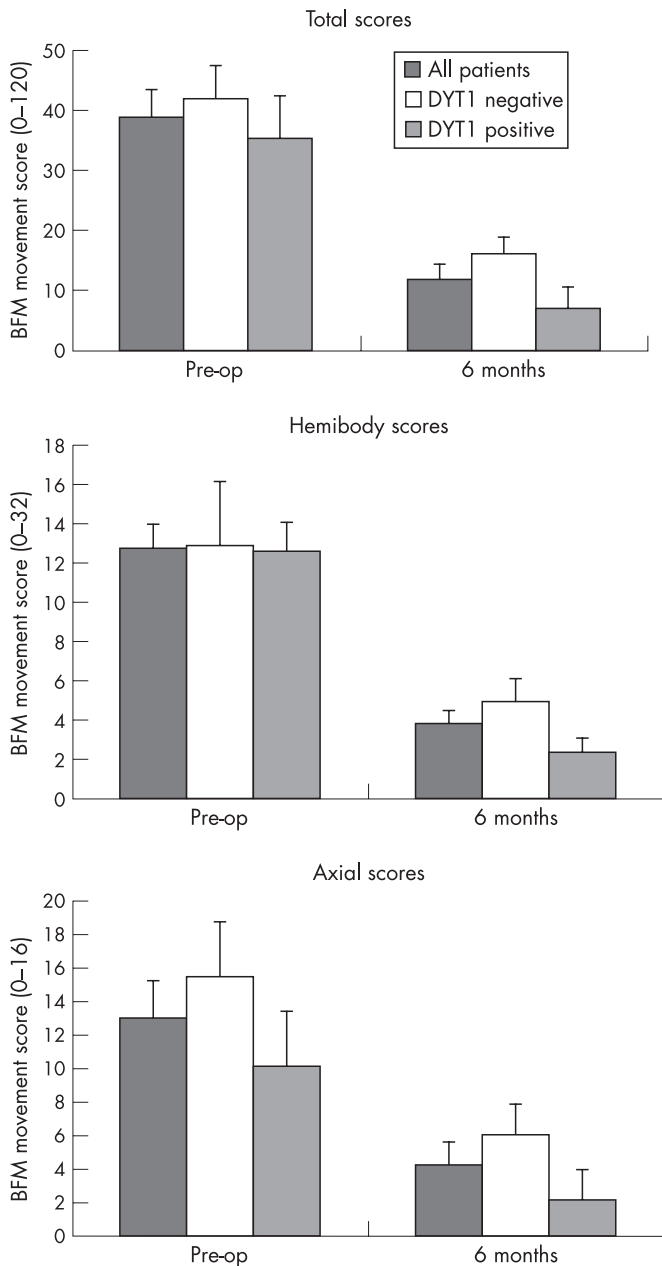 Total scores
BFM movement score (0–120)
50
40
30
20
10
0
All patients
DYT1 negative
DYT1 positive
Pre-op
6 months
Hemibody scores
BFM movement score (0–32)
18
16
14
12
10
8
6
4
2
0
Pre-op
6 months
Axial scores
BFM movement score (0–16)
20
18
16
14
12
10
8
6
4
2
0
Pre-op
6 months